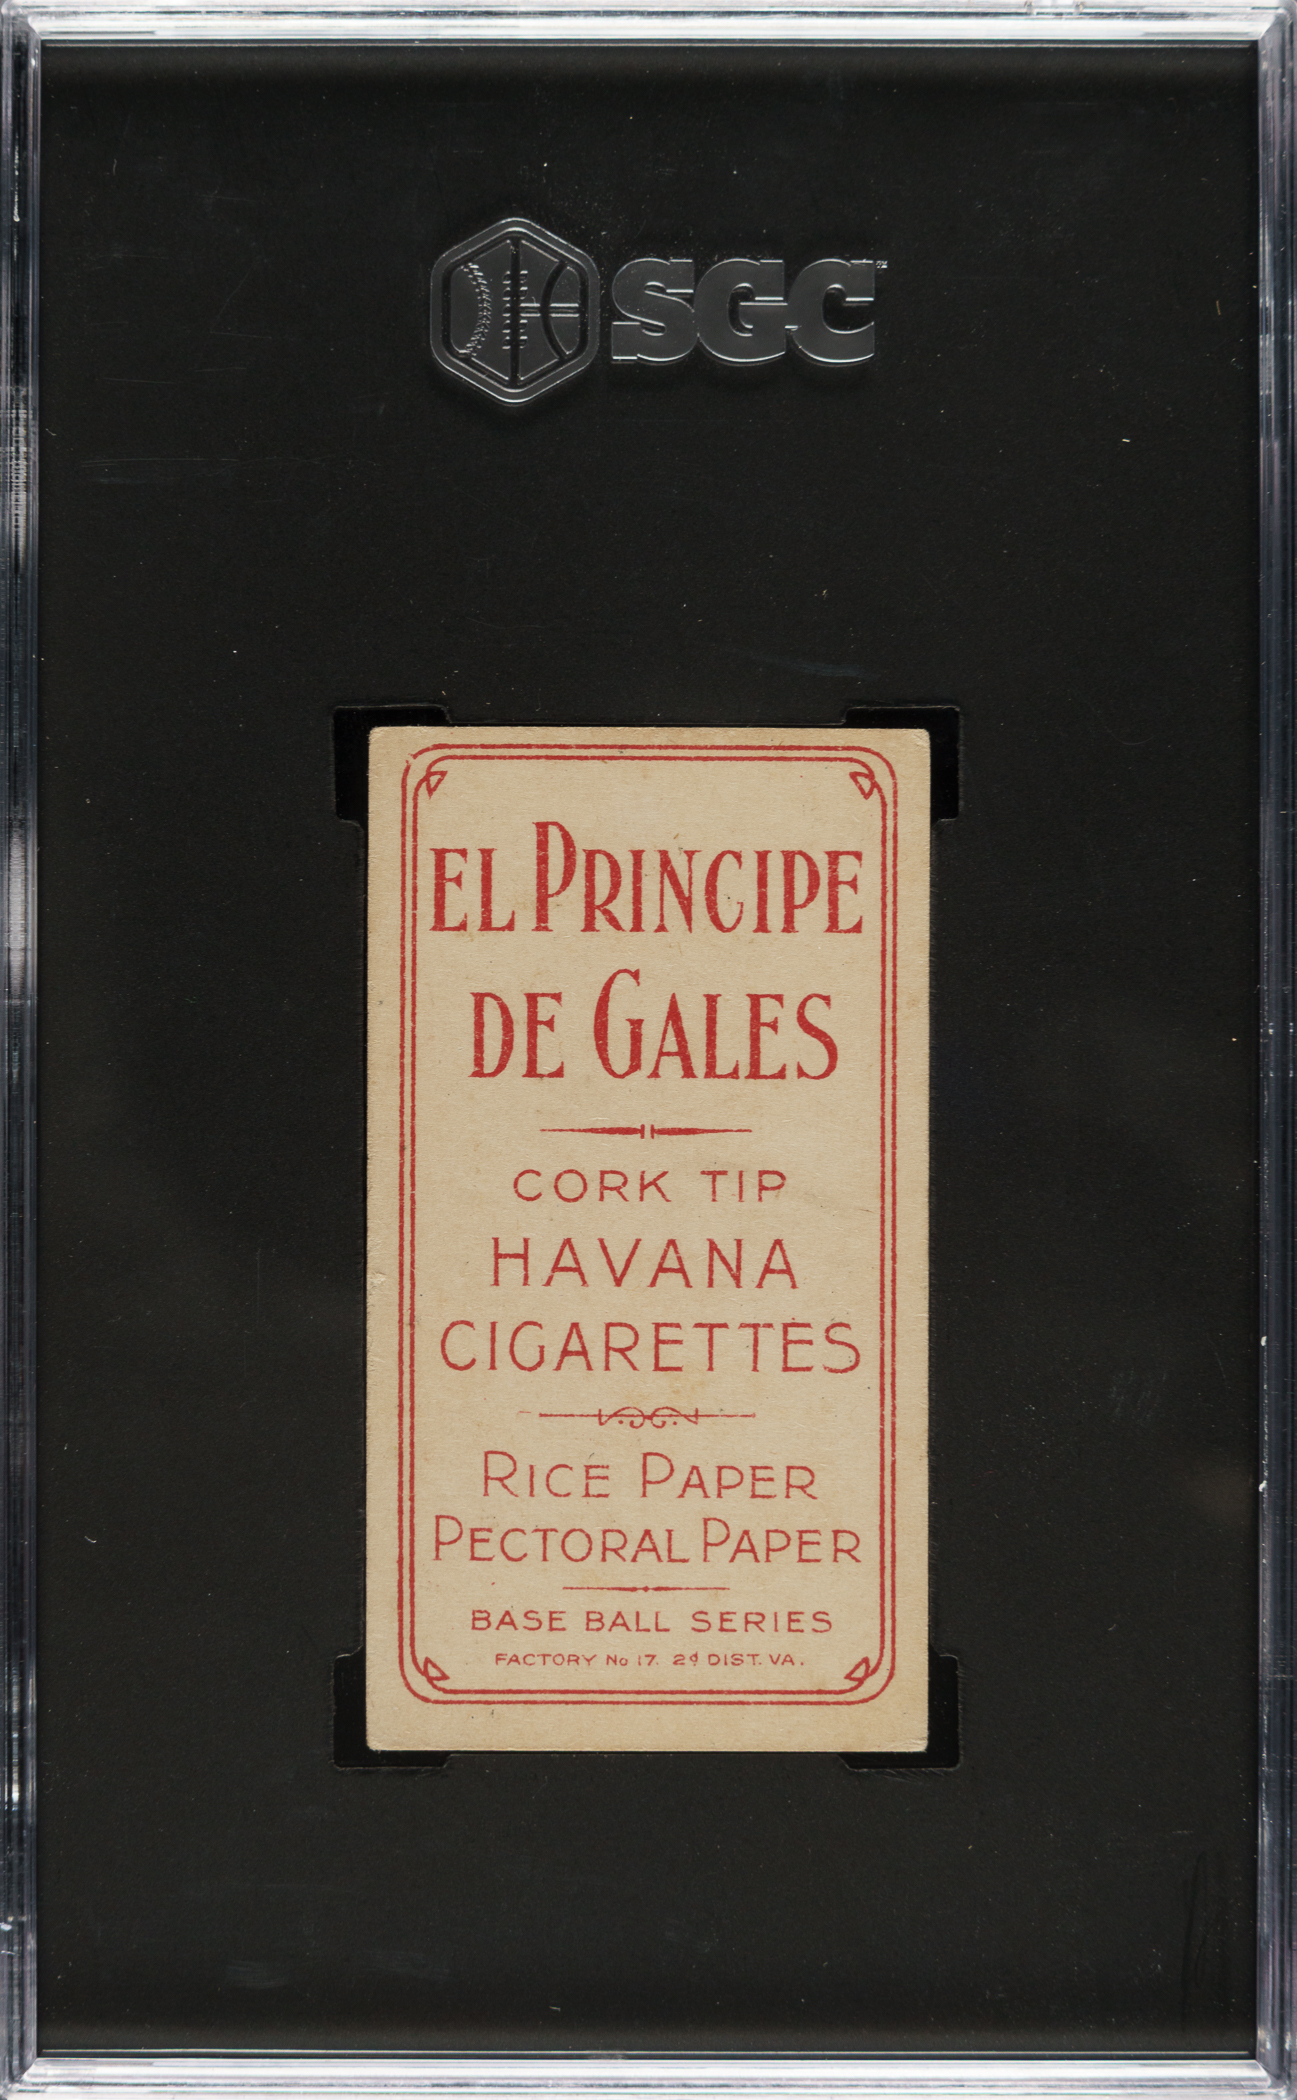 SGC
EL PRINCIPE
DE GALES
CORK TIP
HAVANA
CIGARETTES
RICE PAPER
PECTORAL PAPER
BASE BALL SERIES
FACTORY No 17. 2d DIST. VA.